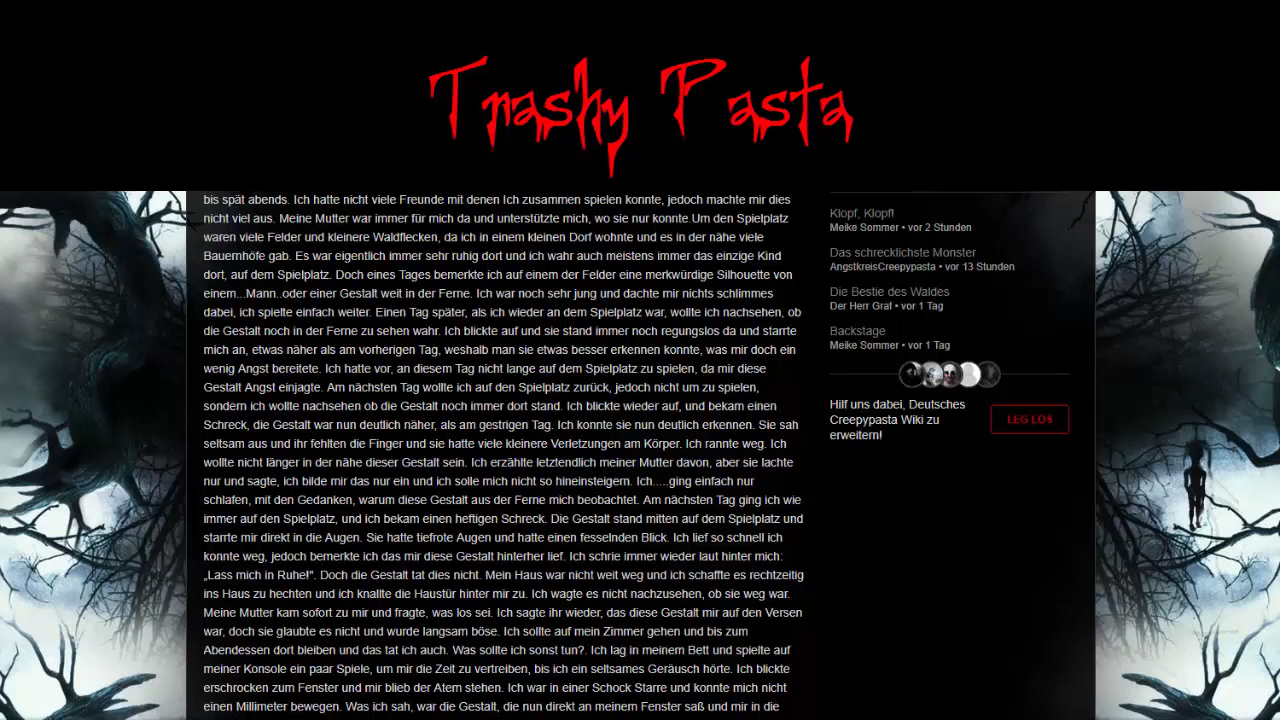 Trashy Pasta
bis spät abends. Ich hatte nicht viele Freunde mit denen Ich zusammen spielen konnte, jedoch machte mir dies
nicht viel aus. Meine Mutter war immer für mich da und unterstützte mich, wo sie nur konnte.Um den Spielplatz
waren viele Felder und kleinere Waldflecken, da ich in einem kleinen Dorf wohnte und es in der nähe viele
Bauernhöfe gab. Es war eigentlich immer sehr ruhig dort und ich wahr auch meistens immer das einzige Kind
dort, auf dem Spielplatz. Doch eines Tages bemerkte ich auf einem der Felder eine merkwürdige Silhouette von
einem...Mann..oder einer Gestalt weit in der Ferne. Ich war noch sehr jung und dachte mir nichts schlimmes
dabei, ich spielte einfach weiter. Einen Tag später, als ich wieder an dem Spielplatz war, wollte ich nachsehen, ob
die Gestalt noch in der Ferne zu sehen wahr. Ich blickte auf und sie stand immer noch regungslos da und starrte
mich an, etwas näher als am vorherigen Tag, weshalb man sie etwas besser erkennen konnte, was mir doch ein
wenig Angst bereitete. Ich hatte vor, an diesem Tag nicht lange auf dem Spielplatz zu spielen, da mir diese
Gestalt Angst einjagte. Am nächsten Tag wollte ich auf den Spielplatz zurück, jedoch nicht um zu spielen,
sondern ich wollte nachsehen ob die Gestalt noch immer dort stand. Ich blickte wieder auf, und bekam einen
Schreck, die Gestalt war nun deutlich näher, als am gestrigen Tag. Ich konnte sie nun deutlich erkennen. Sie sah
seltsam aus und ihr fehlten die Finger und sie hatte viele kleinere Verletzungen am Körper. Ich rannte weg. Ich
wollte nicht länger in der nähe dieser Gestalt sein. Ich erzählte letztendlich meiner Mutter davon, aber sie lachte
nur und sagte, ich bilde mir das nur ein und ich solle mich nicht so hineinsteigern. Ich.....ging einfach nur
schlafen, mit den Gedanken, warum diese Gestalt aus der Ferne mich beobachtet. Am nächsten Tag ging ich wie
immer auf den Spielplatz, und ich bekam einen heftigen Schreck. Die Gestalt stand mitten auf dem Spielplatz und
starrte mir direkt in die Augen. Sie hatte tiefrote Augen und hatte einen fesselnden Blick. Ich lief so schnell ich
konnte weg, jedoch bemerkte ich das mir diese Gestalt hinterher lief. Ich schrie immer wieder laut hinter mich:
„Lass mich in Ruhe!". Doch die Gestalt tat dies nicht. Mein Haus war nicht weit weg und ich schaffte es rechtzeitig
ins Haus zu hechten und ich knallte die Haustür hinter mir zu. Ich wagte es nicht nachzusehen, ob sie weg war.
Meine Mutter kam sofort zu mir und fragte, was los sei. Ich sagte ihr wieder, das diese Gestalt mir auf den Versen
war, doch sie glaubte es nicht und wurde langsam böse. Ich sollte auf mein Zimmer gehen und bis zum
Abendessen dort bleiben und das tat ich auch. Was sollte ich sonst tun?. Ich lag in meinem Bett und spielte auf
meiner Konsole ein paar Spiele, um mir die Zeit zu vertreiben, bis ich ein seltsames Geräusch hörte. Ich blickte
erschrocken zum Fenster und mir blieb der Atem stehen. Ich war in einer Schock Starre und konnte mich nicht
einen Millimeter bewegen. Was ich sah, war die Gestalt, die nun direkt an meinem Fenster saß und mir in die
Klopf, Klopf!
Meike Sommer • vor 2 Stunden
Das schrecklichste Monster
AngstkreisCreepypasta • vor 13 Stunden
Die Bestie des Waldes
Der Herr Graf • vor 1 Tag
Backstage
Meike Sommer • vor 1 Tag
Hilf uns dabei, Deutsches
Creepypasta Wiki zu
erweitern!
LEG LOS